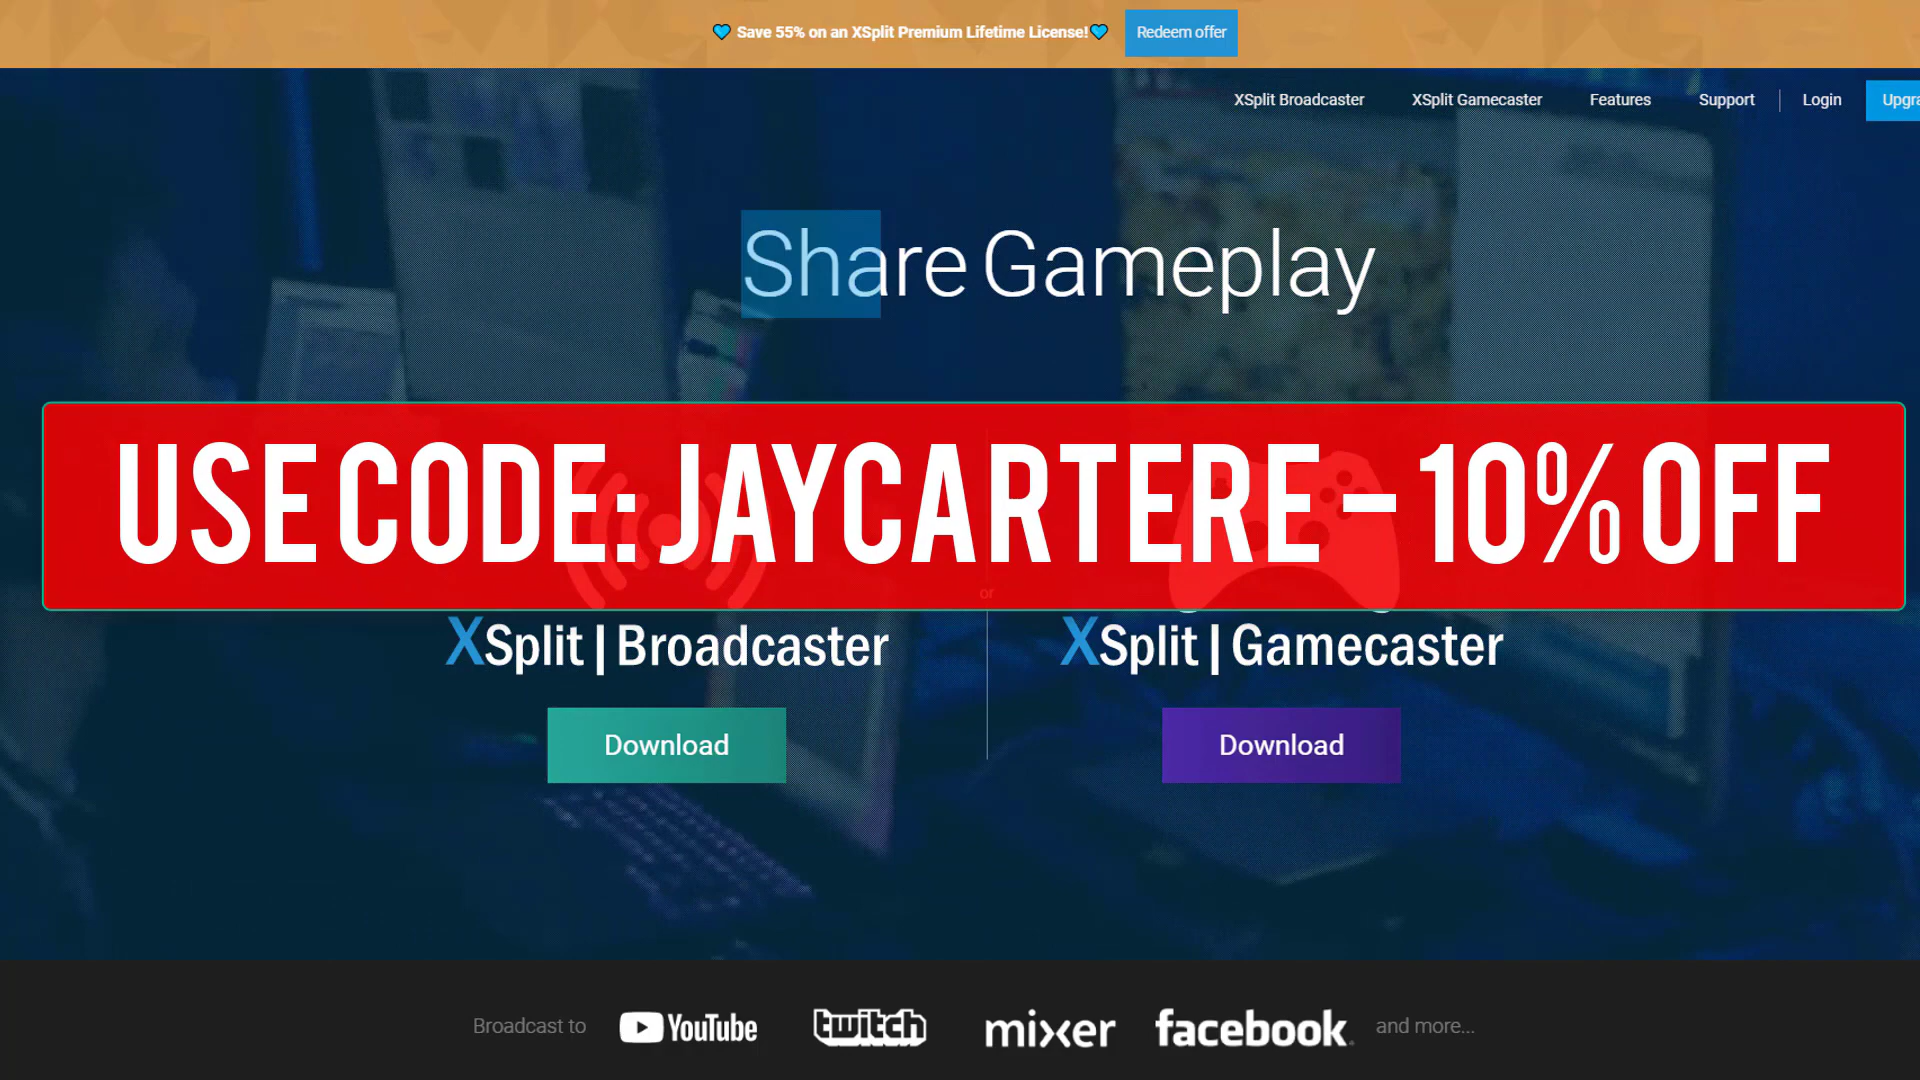 Save 55% on an XSplit Premium Lifetime License!
Redeem offer
XSplit Broadcaster XSplit Gamecaster Features Support Login Upgra
Share Gameplay
USE CODE: JAYCARTERE - 10% OFF
or
XSplit | Broadcaster
XSplit | Gamecaster
Download
Download
Broadcast to YouTube twitch mixer facebook and more...